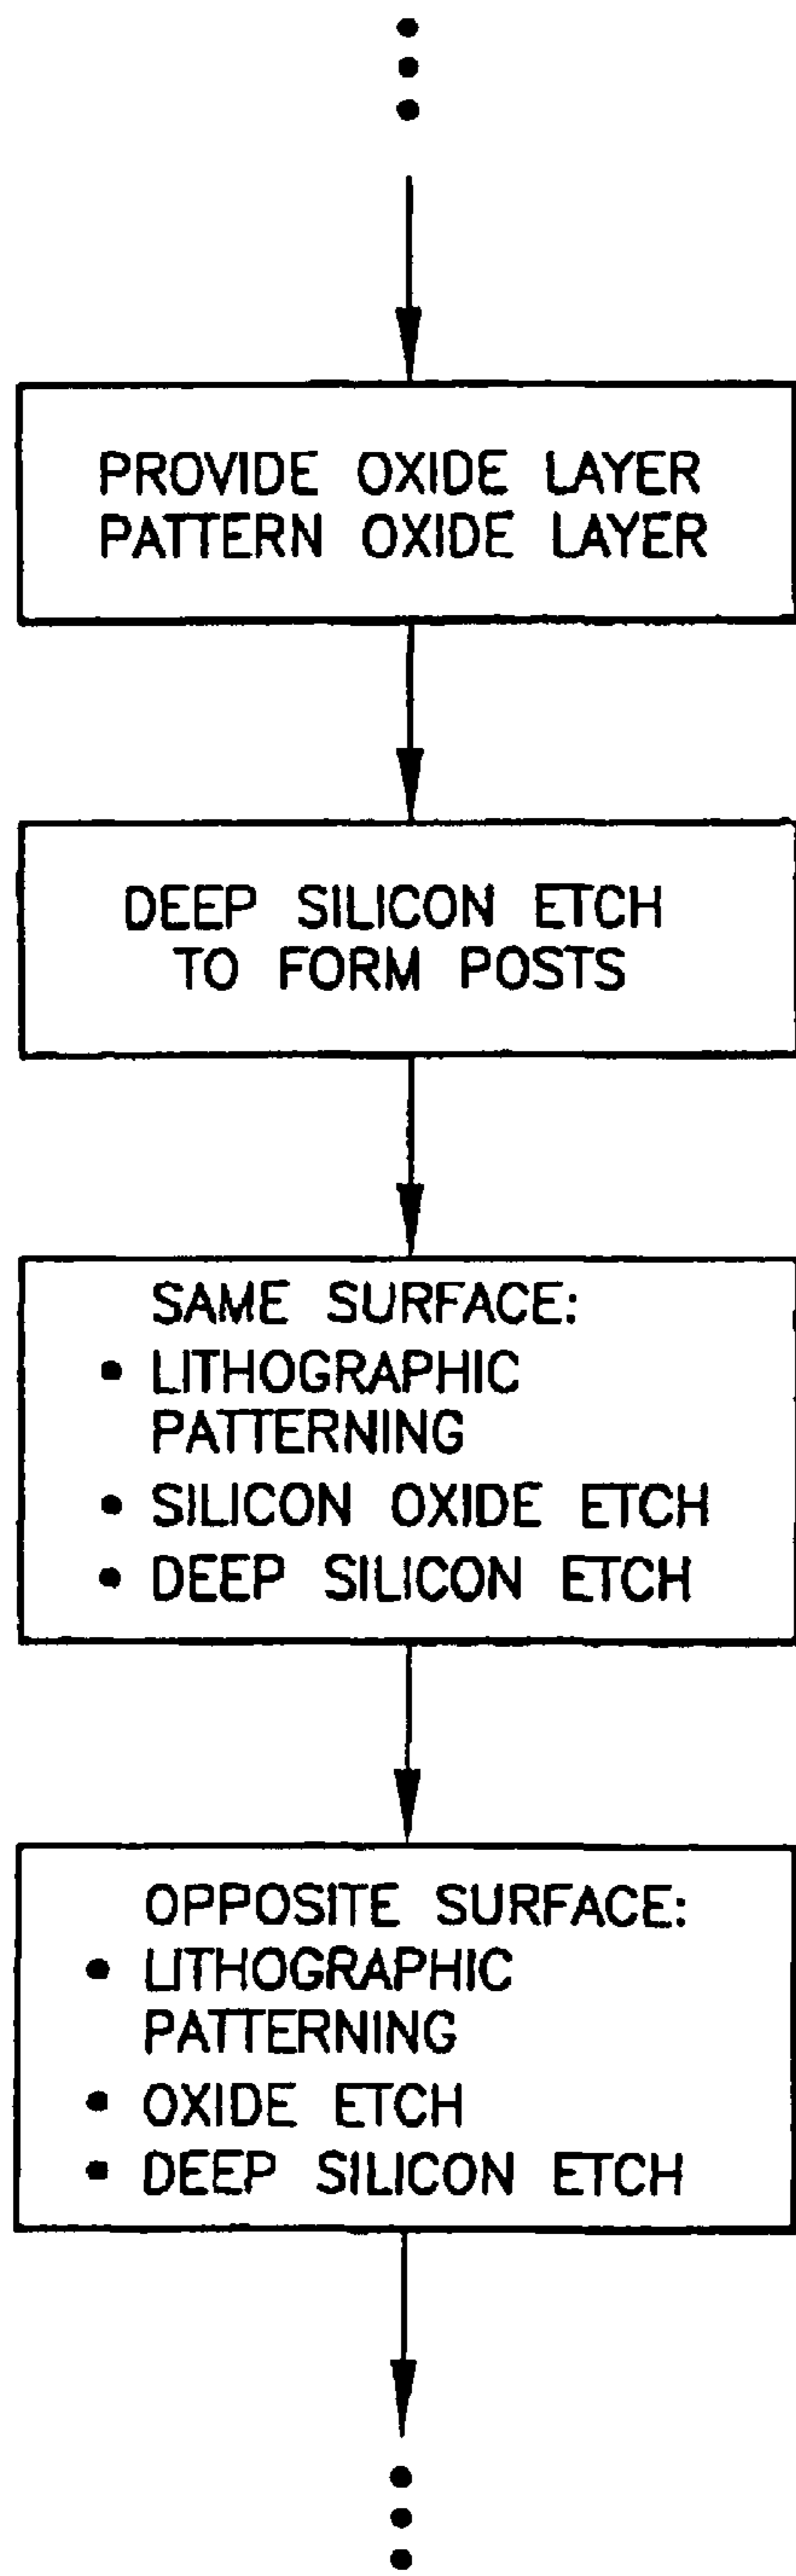 PROVIDE OXIDE LAYER
PATTERN OXIDE LAYER
DEEP SILICON ETCH
TO FORM POSTS
SAME SURFACE:
• LITHOGRAPHIC
PATTERNING
• SILICON OXIDE ETCH
• DEEP SILICON ETCH
OPPOSITE SURFACE:
• LITHOGRAPHIC
PATTERNING
• OXIDE ETCH
• DEEP SILICON ETCH